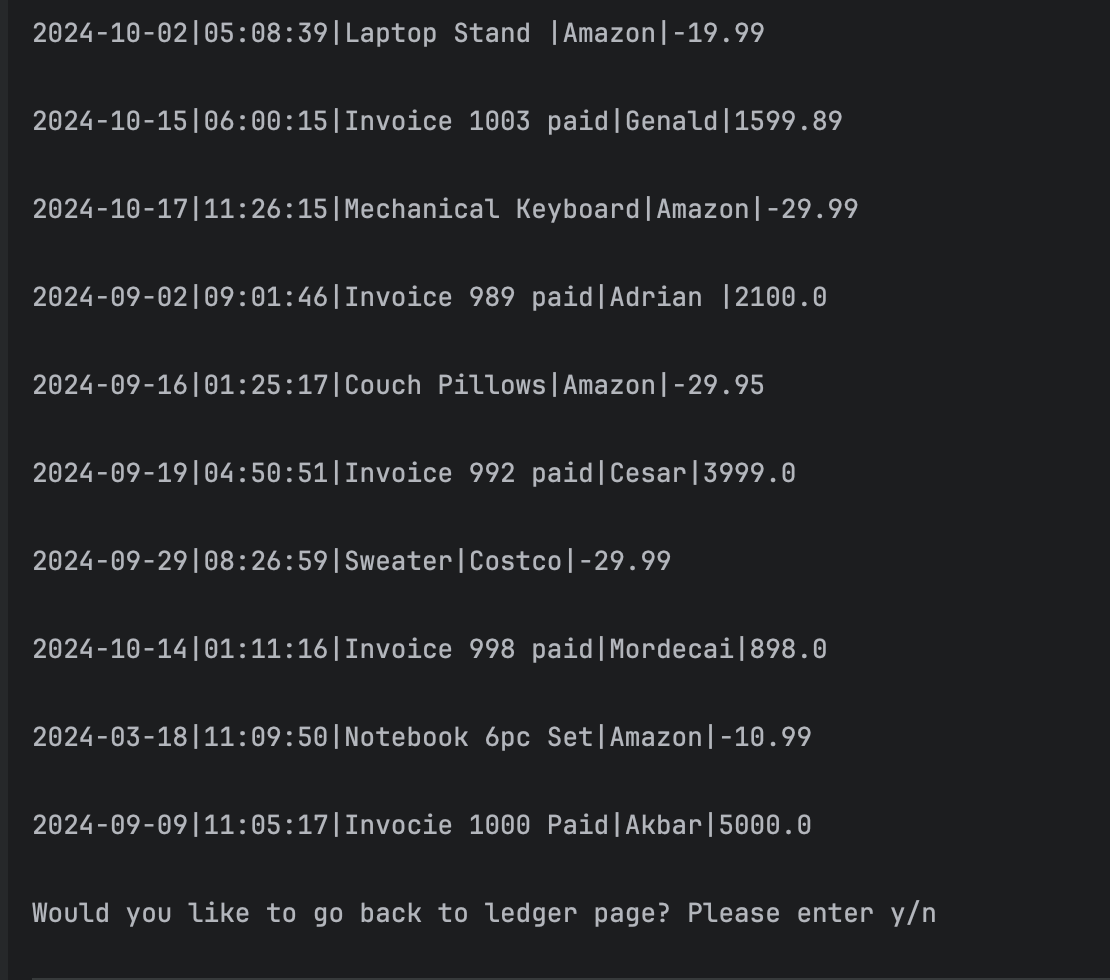 2024-10-02|05:08:39|Laptop Stand |Amazon|-19.99
2024-10-15|06:00:15|Invoice 1003 paid|Genald|1599.89
2024-10-17|11:26:15|Mechanical Keyboard|Amazon|-29.99
2024-09-02|09:01:46|Invoice 989 paid|Adrian |2100.0
2024-09-16|01:25:17|Couch Pillows|Amazon|-29.95
2024-09-19|04:50:51|Invoice 992 paid|Cesar|3999.0
2024-09-29|08:26:59|Sweater|Costco|-29.99
2024-10-14|01:11:16|Invoice 998 paid|Mordecai|898.0
2024-03-18|11:09:50|Notebook 6pc Set|Amazon|-10.99
2024-09-09|11:05:17|Invocie 1000 Paid|Akbar|5000.0
Would you like to go back to ledger page? Please enter y/n